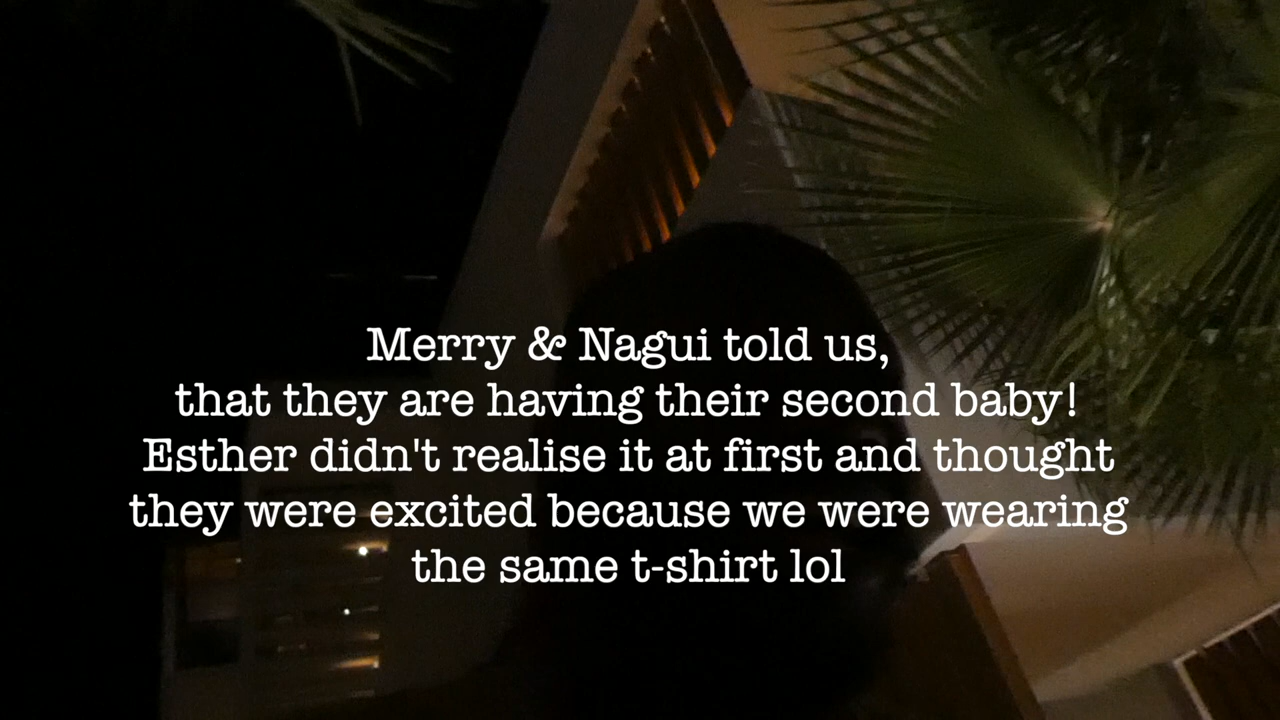 Merry & Nagui told us,
that they are having their second baby!
Esther didn't realise it at first and thought
they were excited because we were wearing
the same t-shirt lol